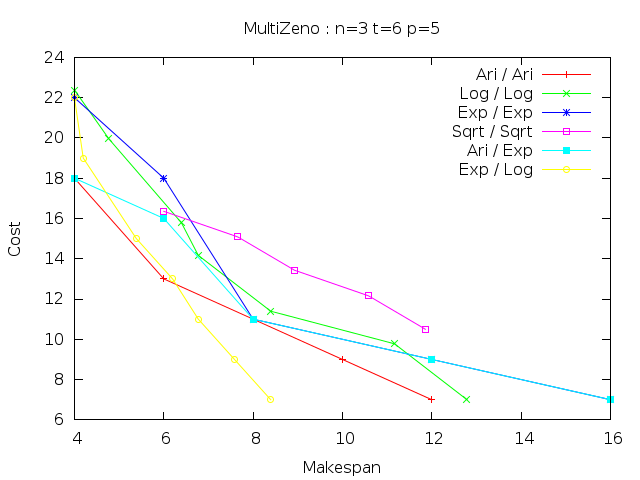 MultiZeno : n=3 t=6 p=5
24
22
20
18
16
14
12
10
8
6
Cost
Ari / Ari
Log / Log
Exp / Exp
Sqrt / Sqrt
Ari / Exp
Exp / Log
4 6 8 10 12 14 16
Makespan